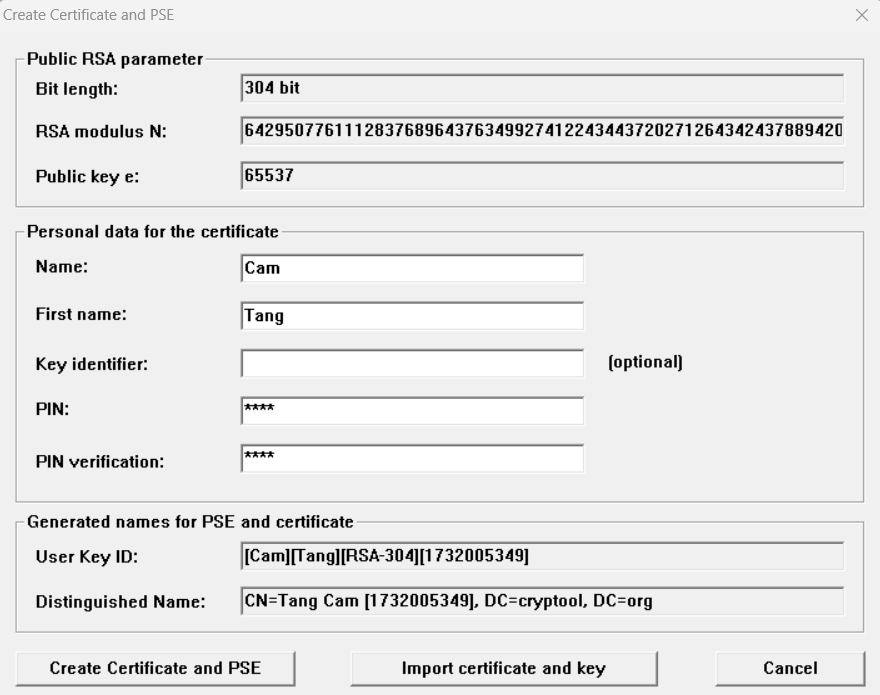 Create Certificate and PSE
Public RSA parameter
Bit length: 304 bit
RSA modulus N: 64295077611128376896437634992741224344372027126434243788942０
Public key e: 65537
Personal data for the certificate
Name: Cam
First name: Tang
Key identifier: (optional)
PIN: ****
PIN verification: ****
Generated names for PSE and certificate
User Key ID: [Cam][Tang][RSA-304][1732005349]
Distinguished Name: CN=Tang Cam [1732005349], DC=cryptool, DC=org
Create Certificate and PSE Import certificate and key Cancel